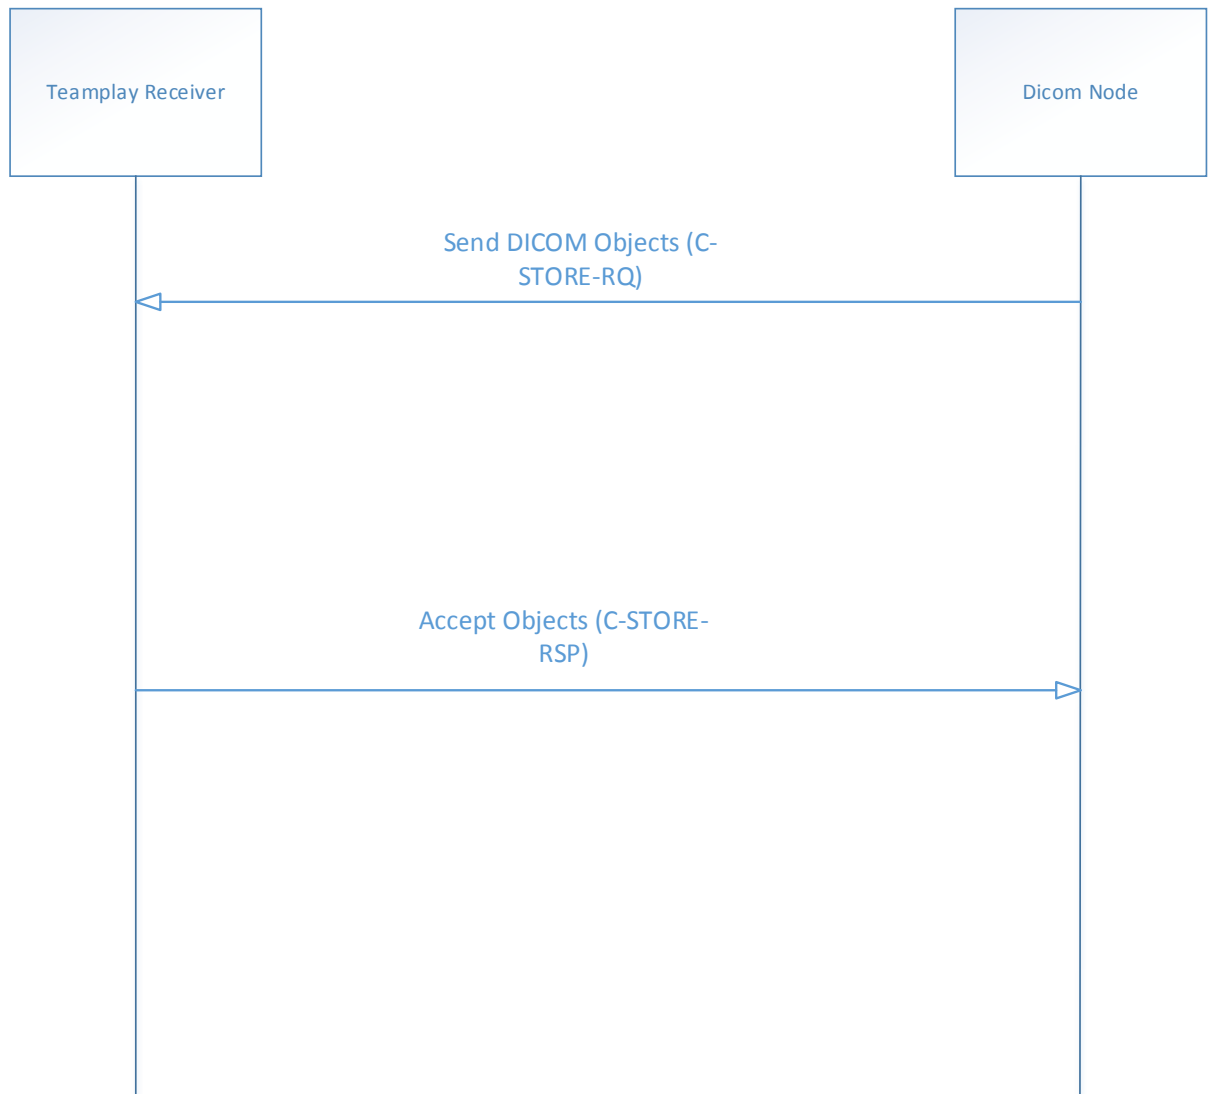 Teamplay Receiver
Dicom Node
Send DICOM Objects (C-
STORE-RQ)
Accept Objects (C-STORE-
RSP)